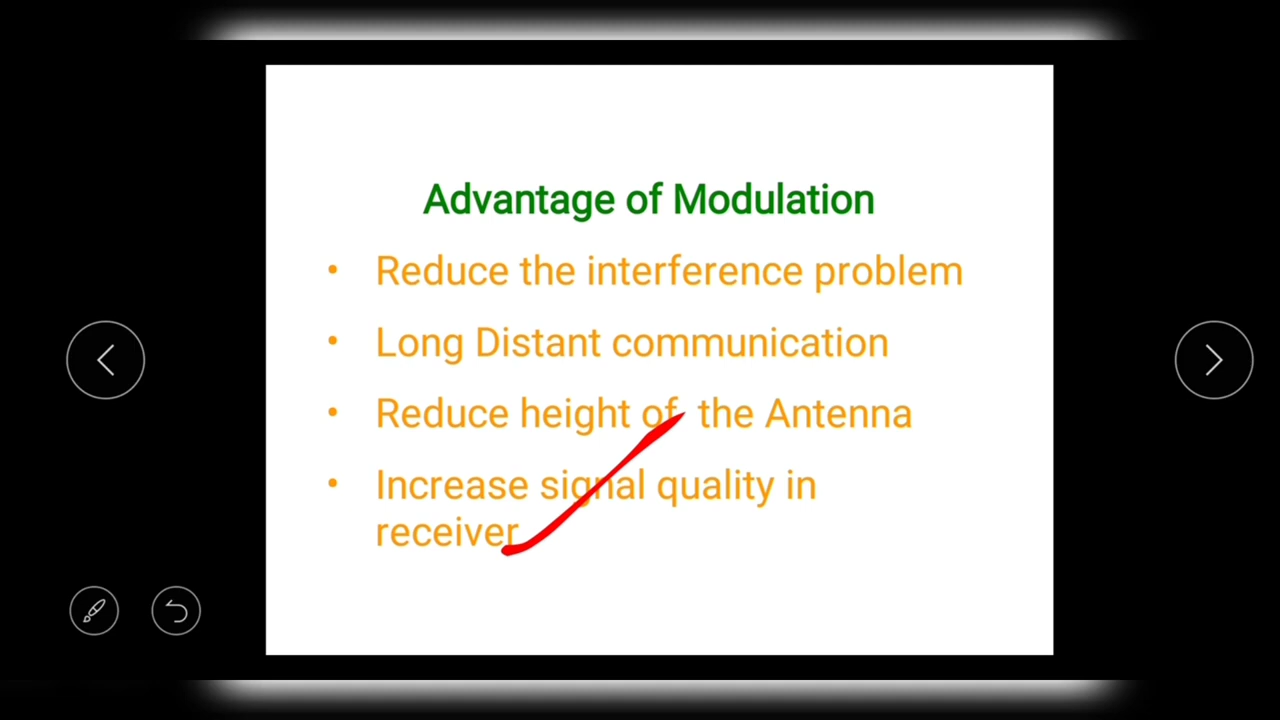 Advantage of Modulation
• Reduce the interference problem
• Long Distant communication
• Reduce height of the Antenna
• Increase signal quality in
receiver